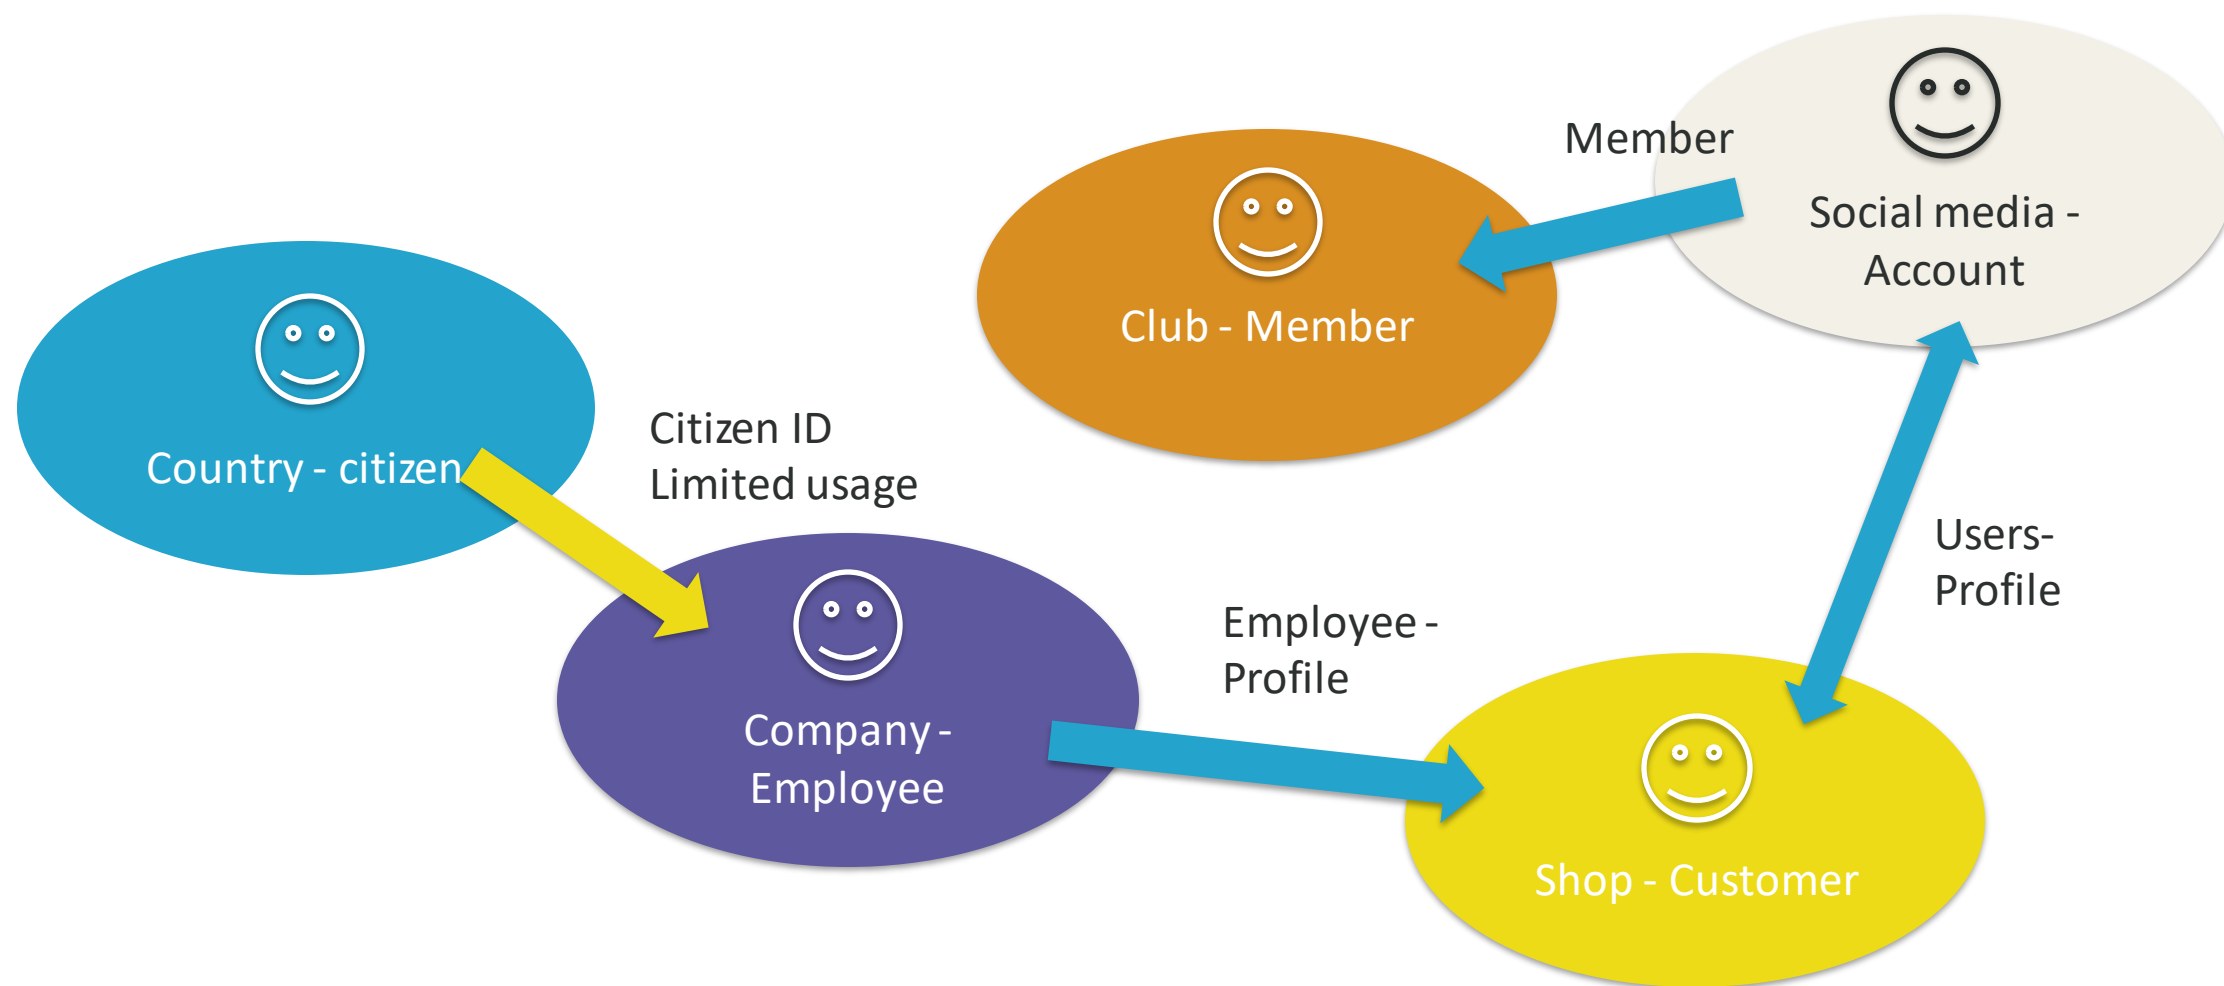 Member
Social media -
Account
Club - Member
Country - citizen
Citizen ID
Limited usage
Users-
Profile
Employee -
Profile
Company -
Employee
Shop - Customer